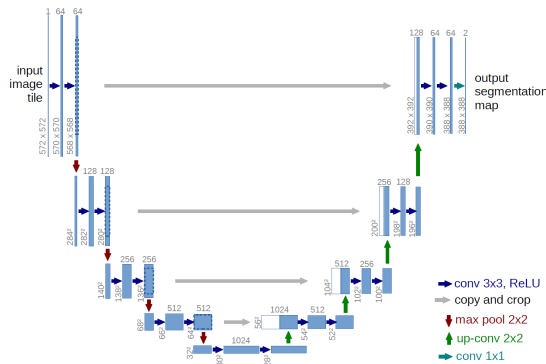 1 64 64
128 64 64 2
input
image
tile
output
segmentation
map
572 x 572
570 x 570
568 x 568
392 x 392
390 x 390
388 x 388
388 x 388
128 128
256 128
284²
282²
280²
200²
198²
196²
256 256
512 256
140²
138²
136²
104²
102²
100²
512 512
1024 512
68²
66²
64²
56²
54²
52²
1024
32²
30²
28²
conv 3x3, ReLU
copy and crop
max pool 2x2
up-conv 2x2
conv 1x1